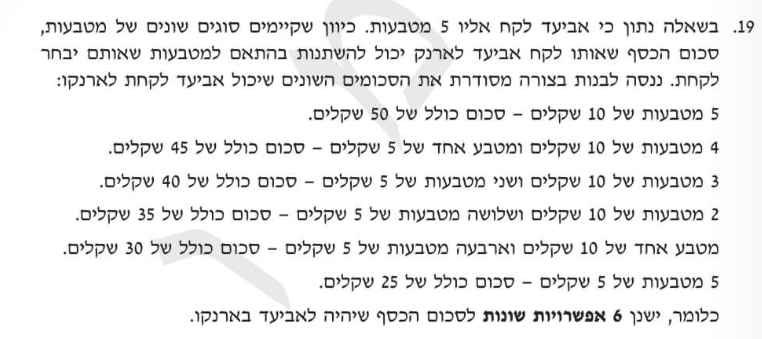 19. בשאלה נתון כי אביעד לקח אליו 5 מטבעות. כיוון שקיימים סוגים שונים של מטבעות,
סכום הכסף שאותו לקח אביעד לארנק יכול להשתנות בהתאם למטבעות שאותם יבחר
לקחת. ננסה לבנות בצורה מסודרת את הסכומים השונים שיכול אביעד לקחת לארנקו:
5 מטבעות של 10 שקלים – סכום כולל של 50 שקלים.
4 מטבעות של 10 שקלים ומטבע אחד של 5 שקלים – סכום כולל של 45 שקלים.
3 מטבעות של 10 שקלים ושני מטבעות של 5 שקלים – סכום כולל של 40 שקלים.
2 מטבעות של 10 שקלים ושלושה מטבעות של 5 שקלים – סכום כולל של 35 שקלים.
מטבע אחד של 10 שקלים וארבעה מטבעות של 5 שקלים – סכום כולל של 30 שקלים.
5 מטבעות של 5 שקלים – סכום כולל של 25 שקלים.
כלומר, ישנן 6 אפשרויות שונות לסכום הכסף שיהיה לאביעד בארנקו.